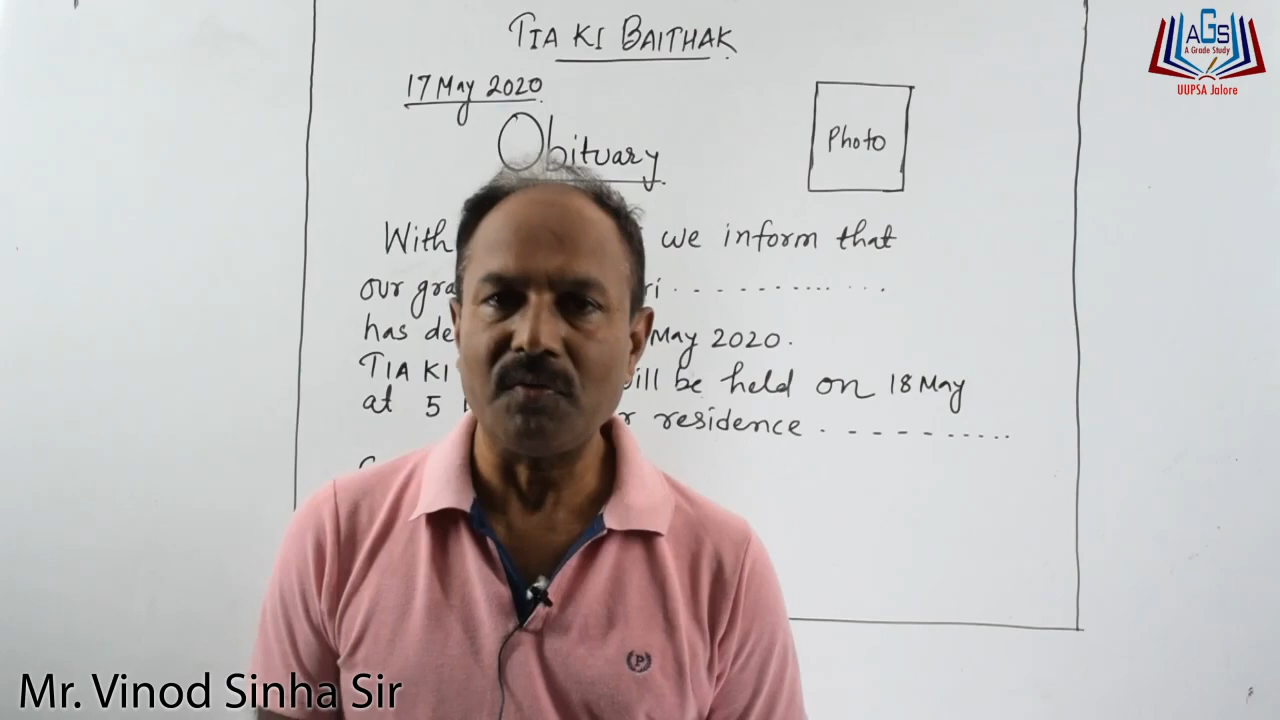 TIA KI BAITHAK.
17 May 2020
Obituary
Photo
With we inform that
our gra ri . - - - - - - ..... ... .
has de May 2020.
TIA KI ill be held on 18 May
at 5 r residence . - - - - - ....
AGS
A Grade Study
UUPSA Jalore
P
Mr. Vinod Sinha Sir